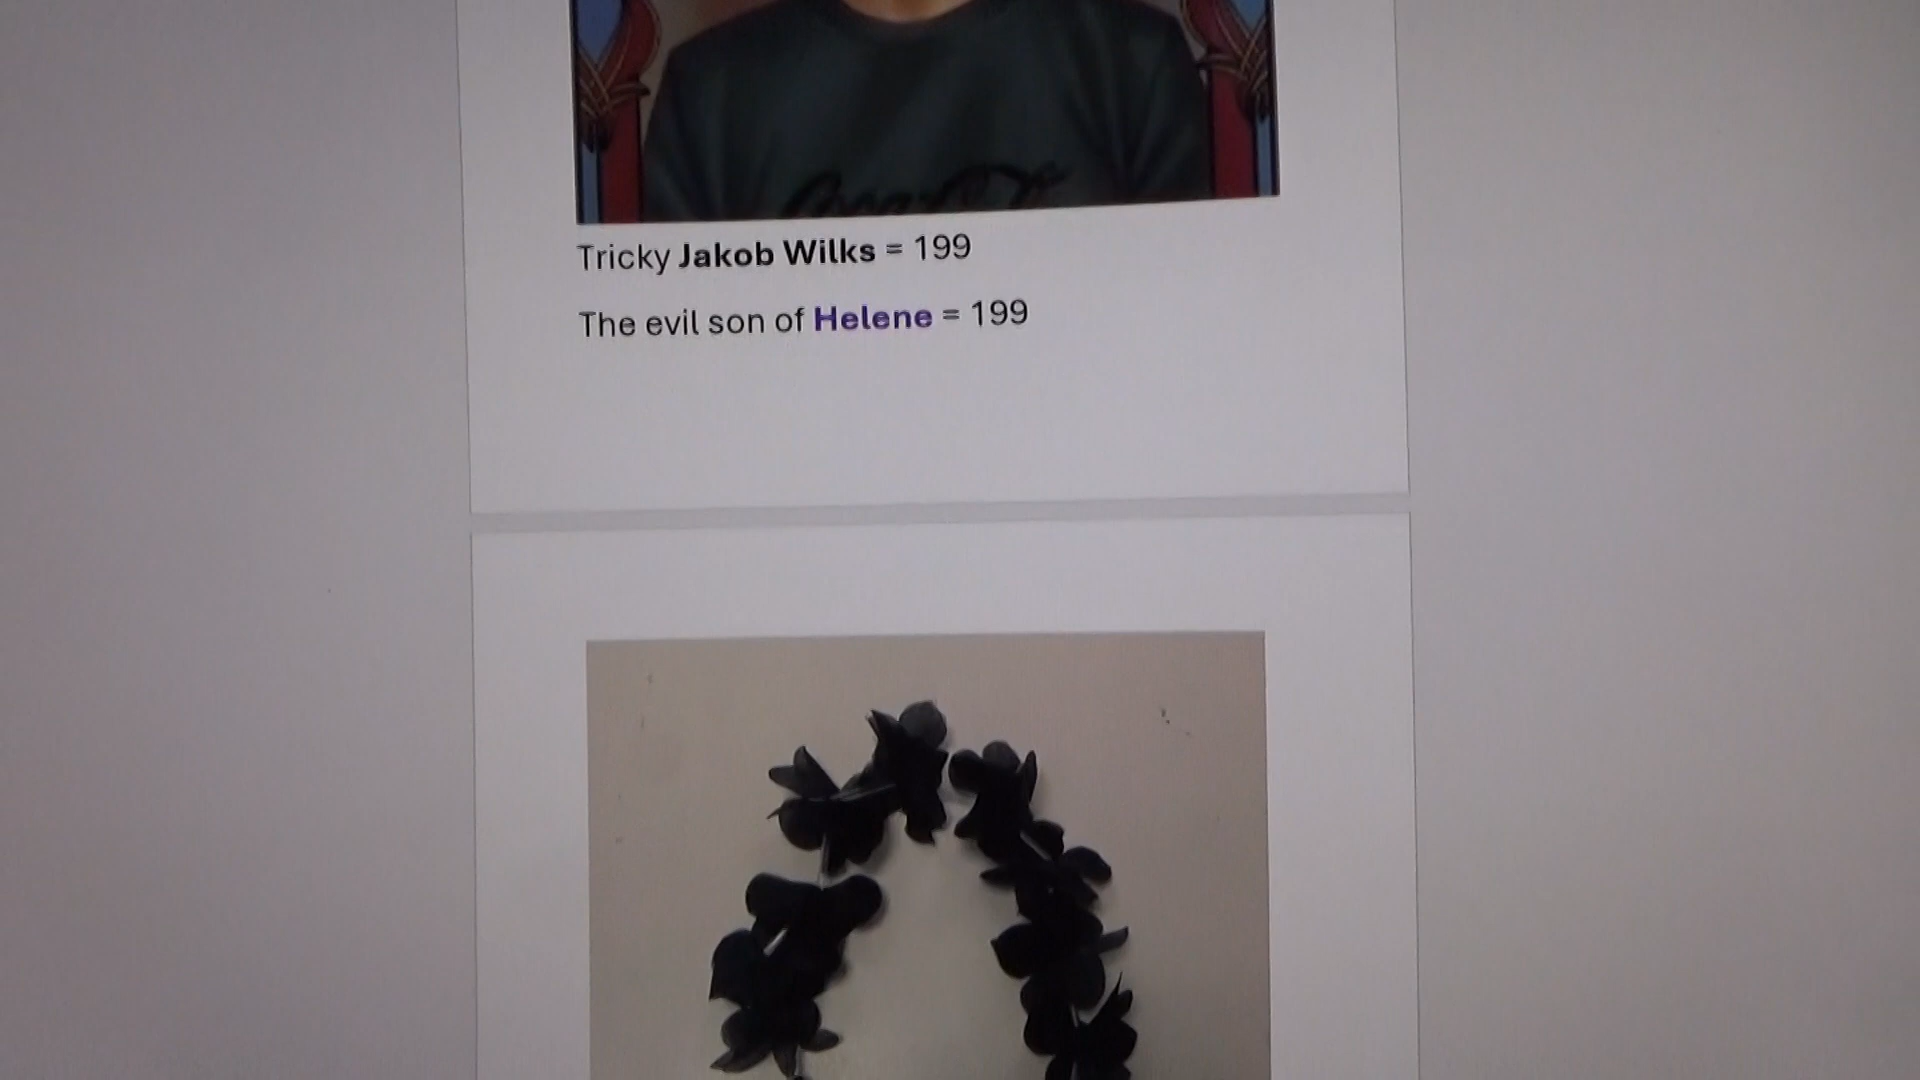 Tricky Jakob Wilks = 199
The evil son of Helene = 199